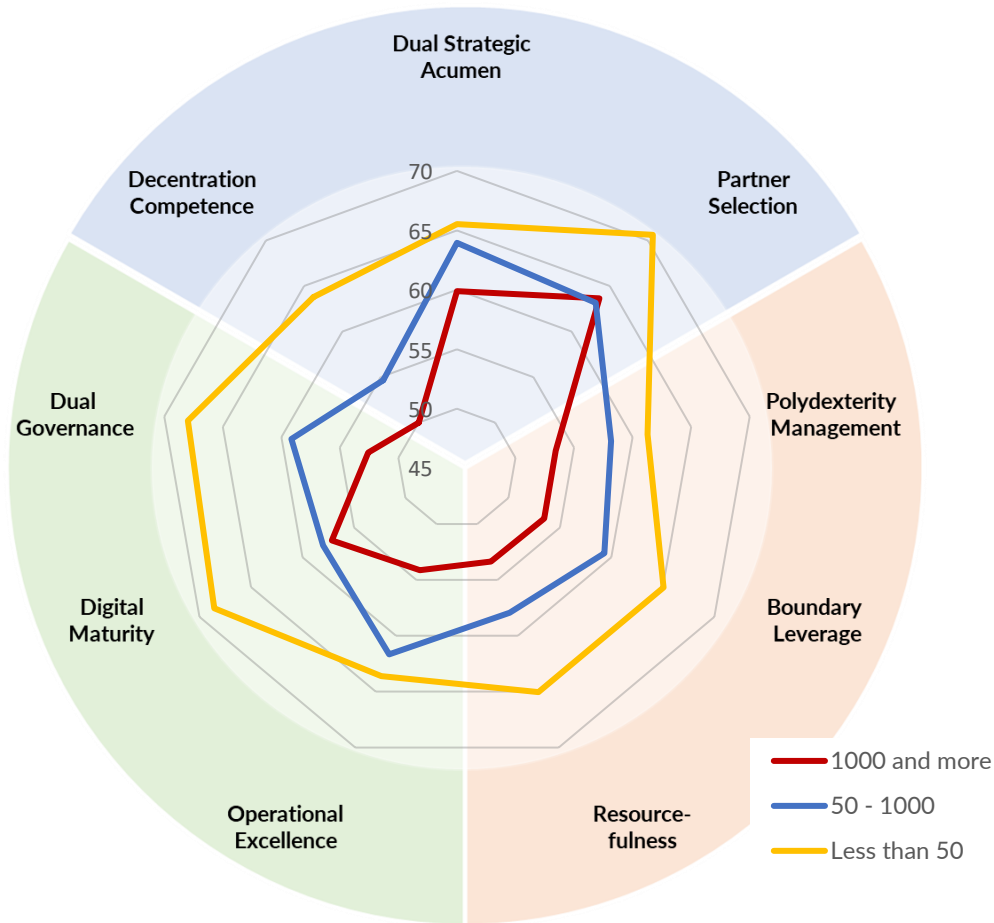 Dual Strategic
Acumen
Decentration
Competence
Partner
Selection
70
65
60
55
50
45
Dual
Governance
Polydexterity
Management
Digital
Maturity
Boundary
Leverage
Operational
Excellence
Resource-
fulness
1000 and more
50 - 1000
Less than 50